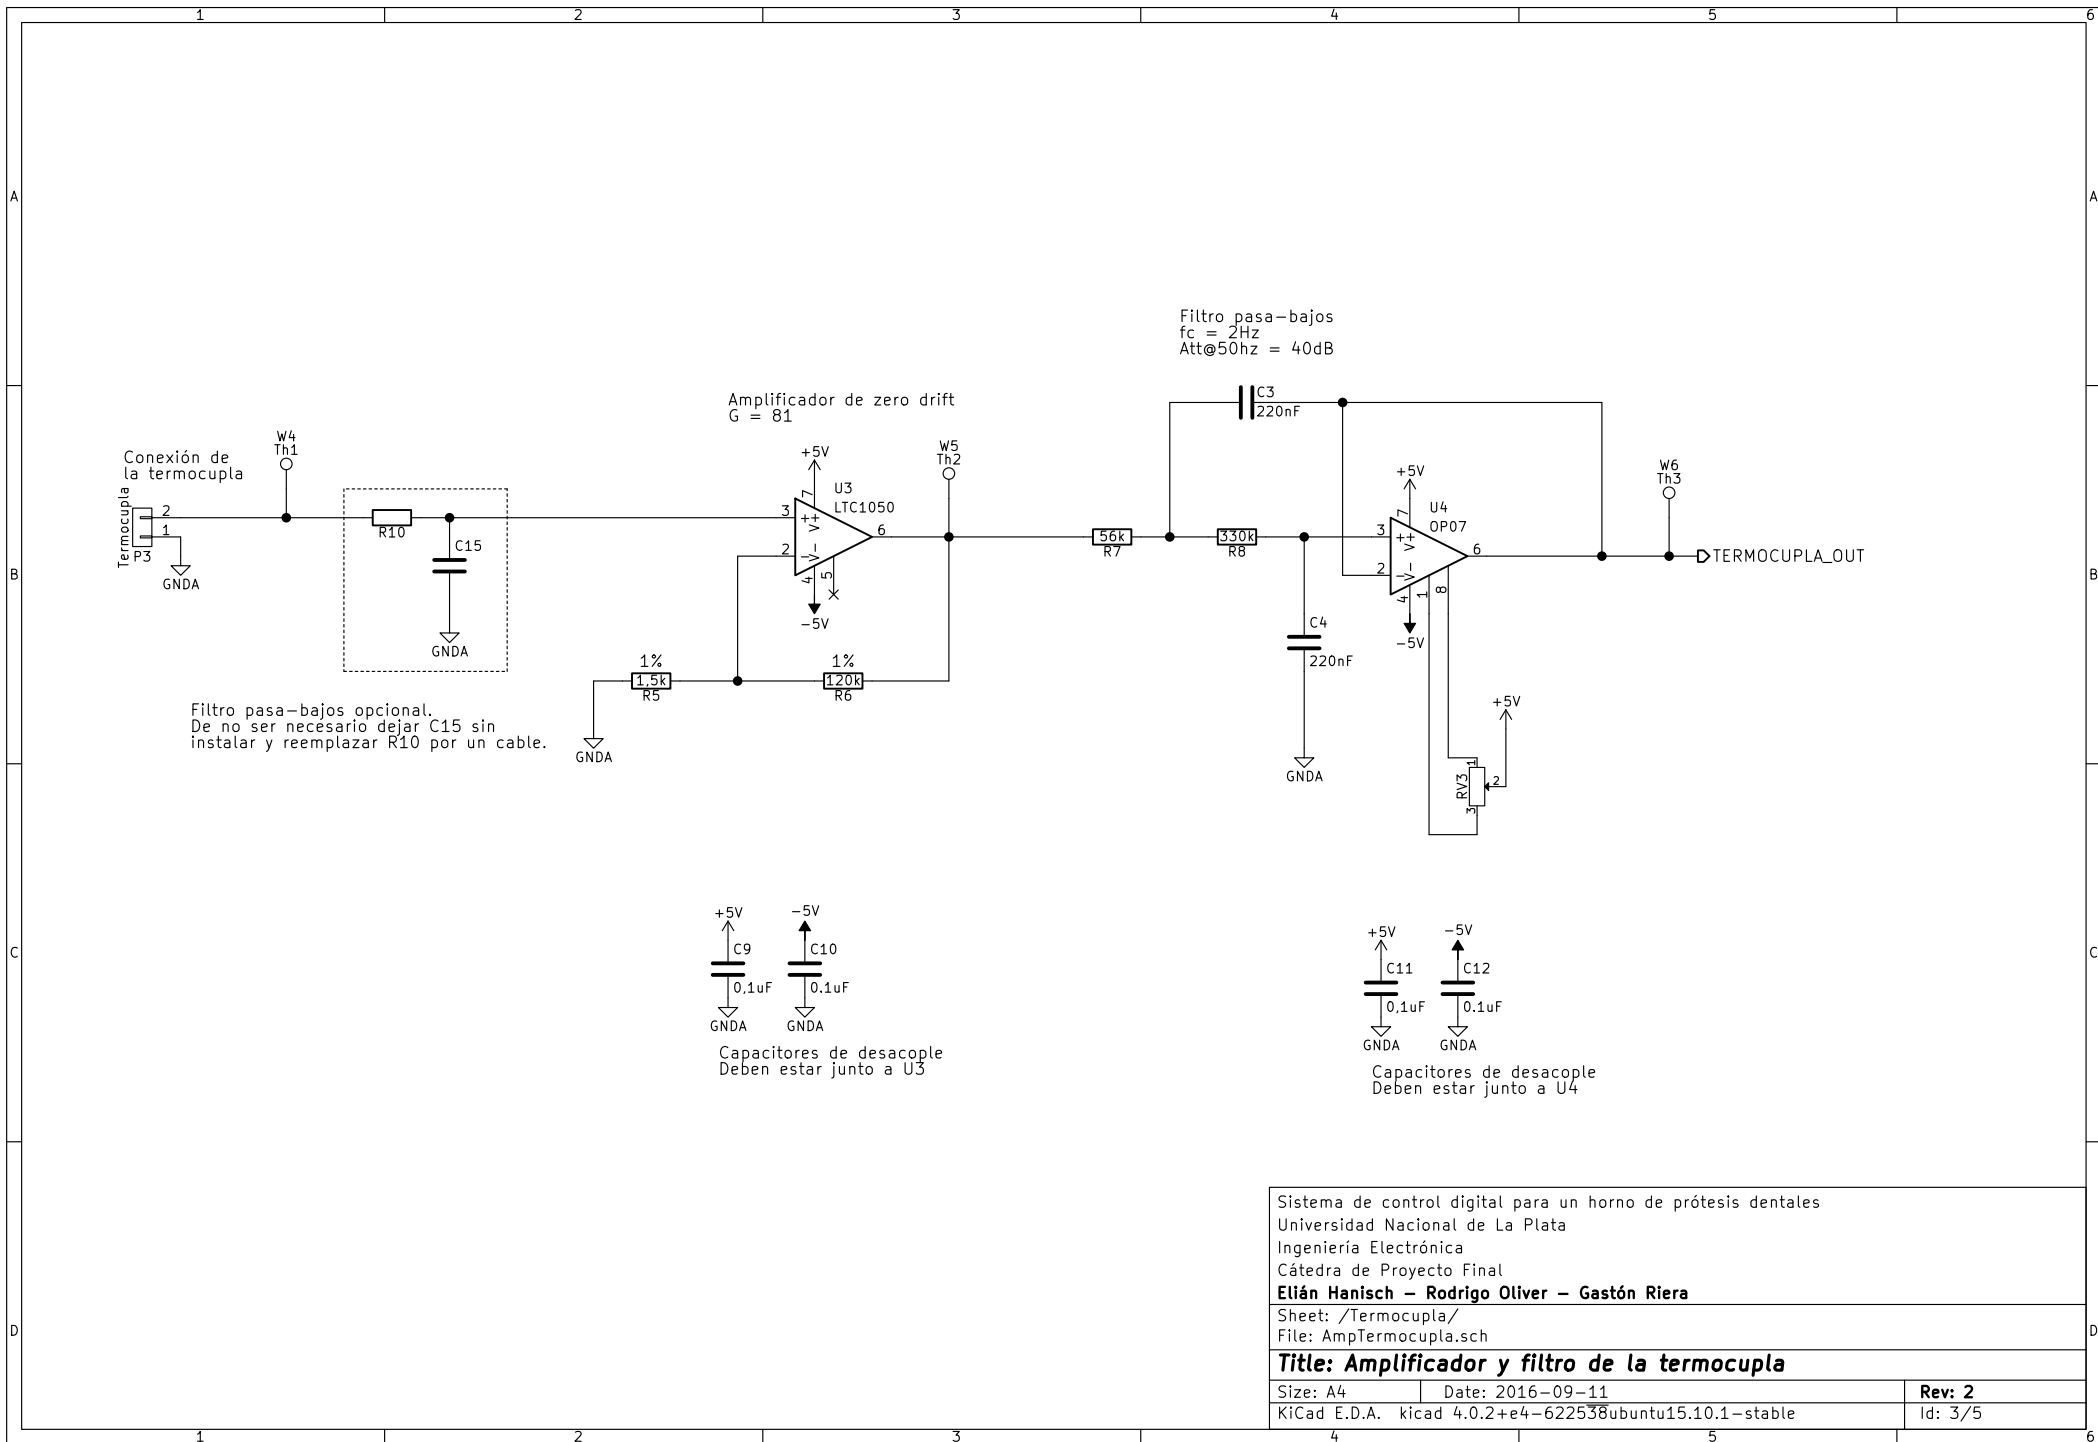 1 2 3 4 5 6
A A
B B
C C
D D
1 2 3 4 5 6
Filtro pasa-bajos
fc = 2Hz
Att@50hz = 40dB
Amplificador de zero drift
G = 81
Conexión de
la termocupla
Termocupla
P3
2
1
GNDA
W4
Th1
R10
C15
GNDA
Filtro pasa-bajos opcional.
De no ser necesario dejar C15 sin
instalar y reemplazar R10 por un cable.
+5V
7
U3
LTC1050
3
2
+
-
V+
V-
6
4
5
-5V
W5
Th2
1%
1,5k
R5
1%
120k
R6
GNDA
56k
R7
330k
R8
C3
220nF
C4
220nF
GNDA
+5V
7
U4
OP07
3
2
+
-
V+
V-
6
4
1
8
-5V
W6
Th3
TERMOCUPLA_OUT
+5V
RV3
1
2
3
+5V
C9
0,1uF
GNDA
-5V
C10
0.1uF
GNDA
Capacitores de desacople
Deben estar junto a U3
+5V
C11
0,1uF
GNDA
-5V
C12
0.1uF
GNDA
Capacitores de desacople
Deben estar junto a U4
Sistema de control digital para un horno de prótesis dentales
Universidad Nacional de La Plata
Ingeniería Electrónica
Cátedra de Proyecto Final
Elián Hanisch - Rodrigo Oliver - Gastón Riera
Sheet: /Termocupla/
File: AmpTermocupla.sch
Title: Amplificador y filtro de la termocupla
Size: A4 Date: 2016-09-11 Rev: 2
KiCad E.D.A. kicad 4.0.2+e4-622538ubuntu15.10.1-stable Id: 3/5